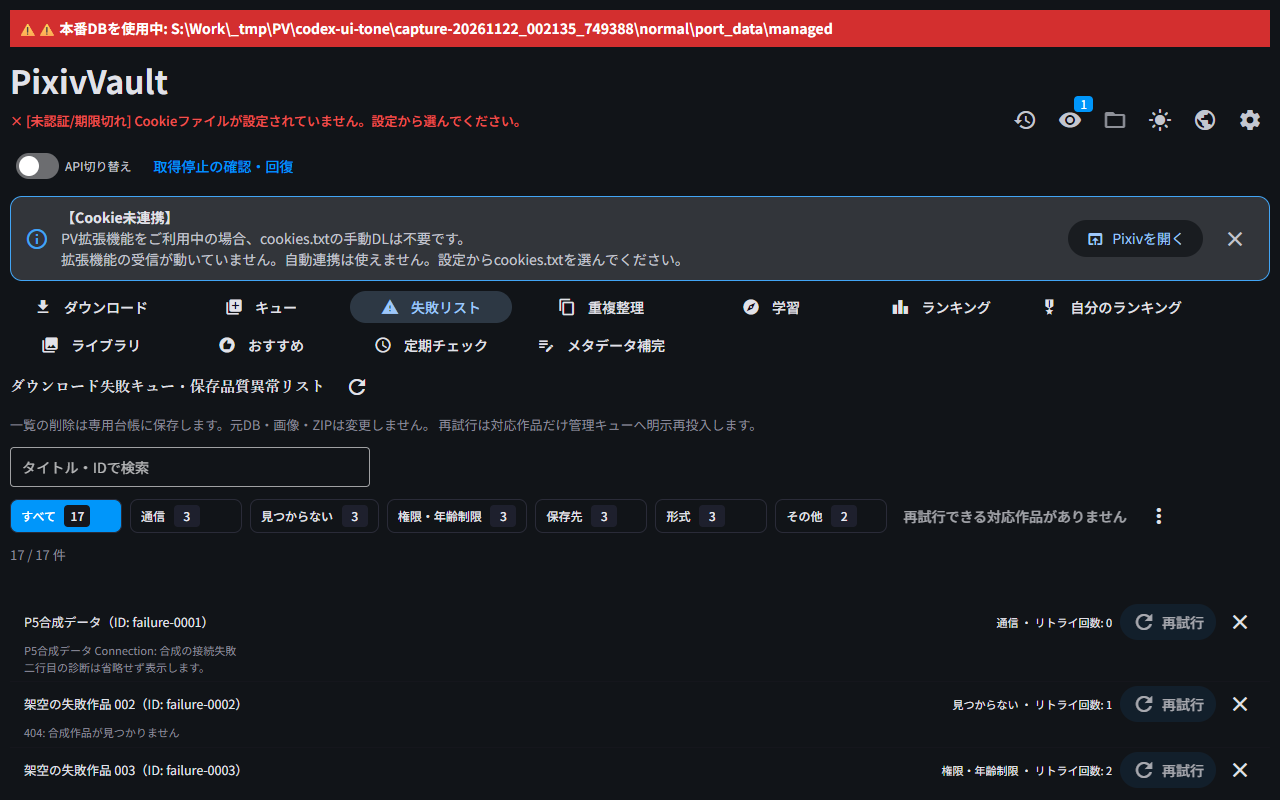 ⚠️ ⚠️ 本番DBを使用中: S:\Work\_tmp\PV\codex-ui-tone\capture-20261122_002135_749388\normal\port_data\managed
PixivVault
✕ [未認証/期限切れ] Cookieファイルが設定されていません。設定から選んでください。
1
API切り替え 取得停止の確認・回復
【Cookie未連携】
PV拡張機能をご利用中の場合、cookies.txtの手動DLは不要です。
拡張機能の受信が動いていません。自動連携は使えません。設定からcookies.txtを選んでください。
Pixivを開く
ダウンロード キュー 失敗リスト 重複整理 学習 ランキング 自分のランキング
ライブラリ おすすめ 定期チェック メタデータ補完
ダウンロード失敗キュー・保存品質異常リスト
一覧の削除は専用台帳に保存します。元DB・画像・ZIPは変更しません。 再試行は対応作品だけ管理キューへ明示再投入します。
タイトル・IDで検索
すべて 17 通信 3 見つからない 3 権限・年齢制限 3 保存先 3 形式 3 その他 2 再試行できる対応作品がありません
17 / 17 件
P5合成データ（ID: failure-0001） 通信 ・ リトライ回数: 0 再試行
P5合成データ Connection: 合成の接続失敗
二行目の診断は省略せず表示します。
架空の失敗作品 002（ID: failure-0002） 見つからない ・ リトライ回数: 1 再試行
404: 合成作品が見つかりません
架空の失敗作品 003（ID: failure-0003） 権限・年齢制限 ・ リトライ回数: 2 再試行